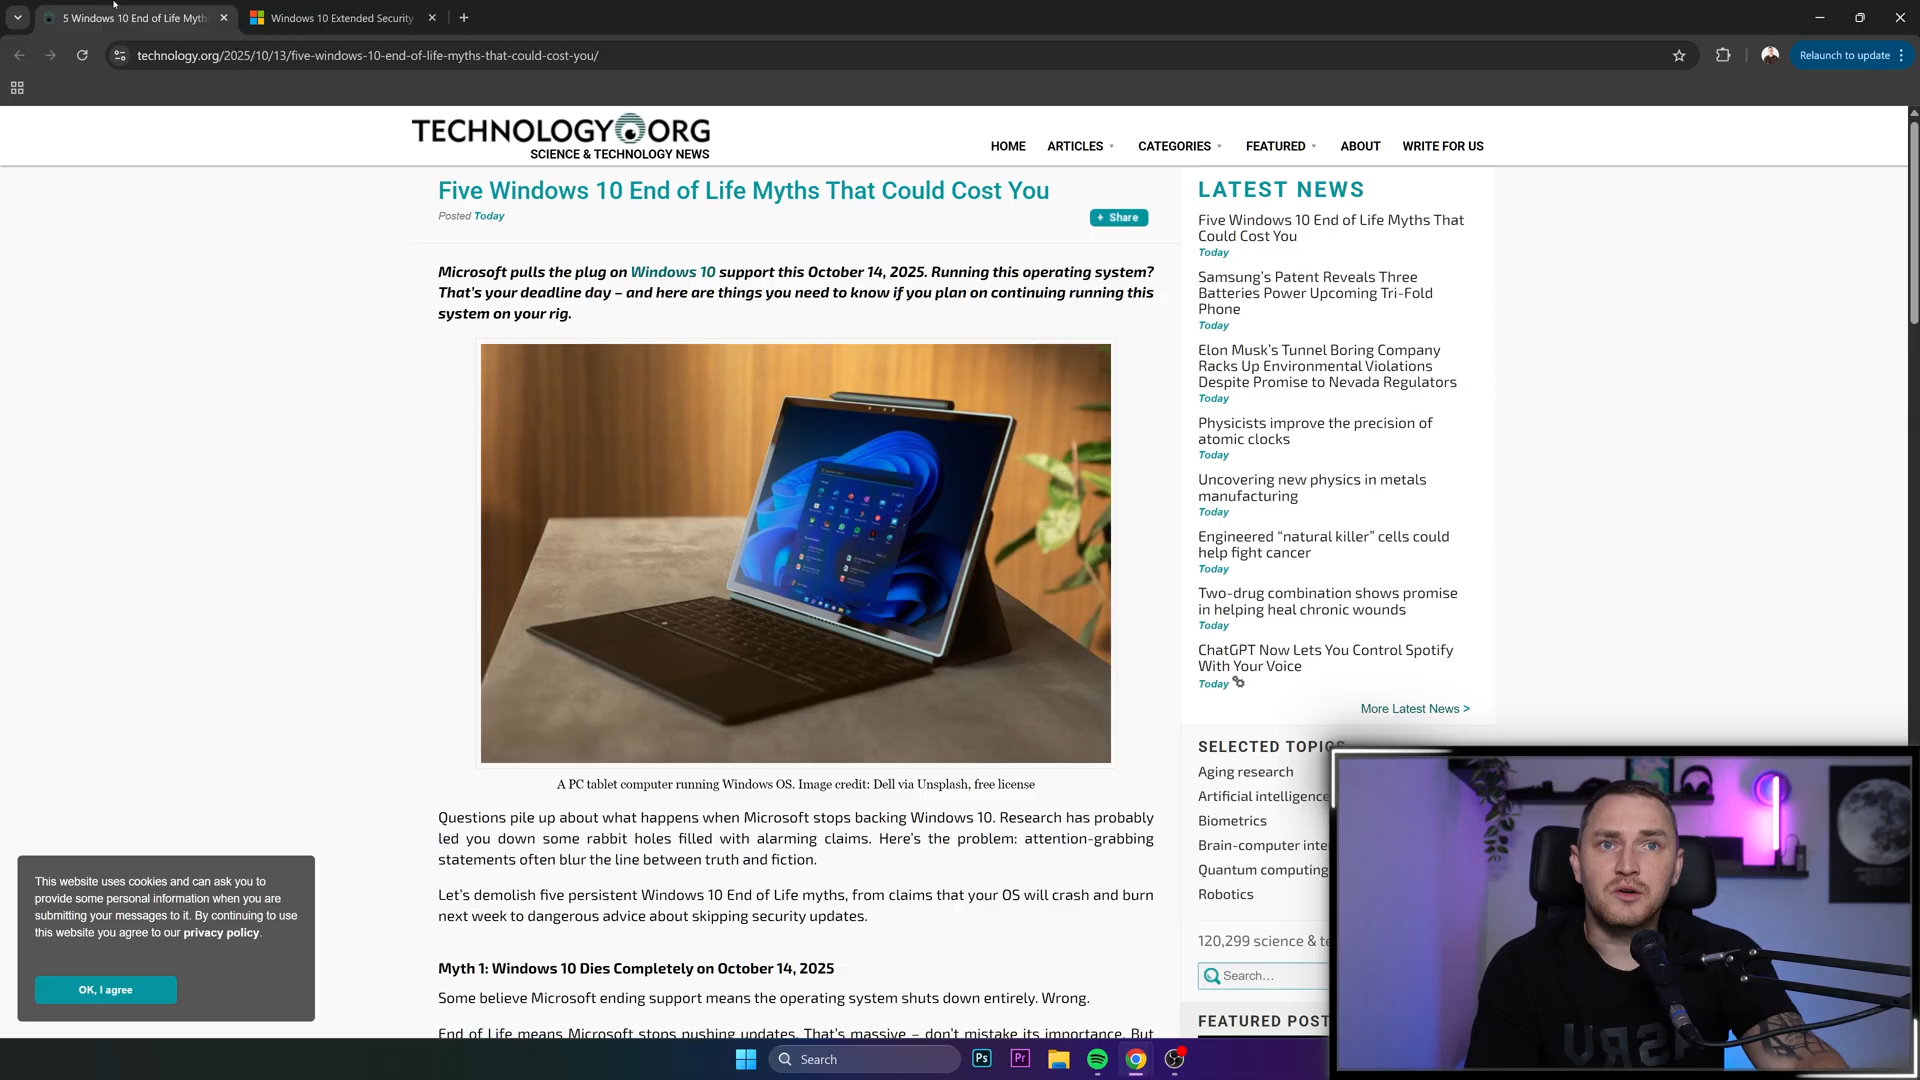 5 Windows 10 End of Life Myth
Windows 10 Extended Security
technology.org/2025/10/13/five-windows-10-end-of-life-myths-that-could-cost-you/
Relaunch to update
TECHNOLOGY ORG
SCIENCE & TECHNOLOGY NEWS
HOME
ARTICLES
CATEGORIES
FEATURED
ABOUT
WRITE FOR US
Five Windows 10 End of Life Myths That Could Cost You
Posted Today
+ Share
Microsoft pulls the plug on Windows 10 support this October 14, 2025. Running this operating system?
That's your deadline day – and here are things you need to know if you plan on continuing running this
system on your rig.
A PC tablet computer running Windows OS. Image credit: Dell via Unsplash, free license
Questions pile up about what happens when Microsoft stops backing Windows 10. Research has probably
led you down some rabbit holes filled with alarming claims. Here's the problem: attention-grabbing
statements often blur the line between truth and fiction.
Let's demolish five persistent Windows 10 End of Life myths, from claims that your OS will crash and burn
next week to dangerous advice about skipping security updates.
Myth 1: Windows 10 Dies Completely on October 14, 2025
Some believe Microsoft ending support means the operating system shuts down entirely. Wrong.
End of Life means Microsoft stops pushing updates. That's massive – don't mistake its importance. But
LATEST NEWS
Five Windows 10 End of Life Myths That
Could Cost You
Today
Samsung's Patent Reveals Three
Batteries Power Upcoming Tri-Fold
Phone
Today
Elon Musk's Tunnel Boring Company
Racks Up Environmental Violations
Despite Promise to Nevada Regulators
Today
Physicists improve the precision of
atomic clocks
Today
Uncovering new physics in metals
manufacturing
Today
Engineered “natural killer” cells could
help fight cancer
Today
Two-drug combination shows promise
in helping heal chronic wounds
Today
ChatGPT Now Lets You Control Spotify
With Your Voice
Today
More Latest News >
SELECTED TOPICS
Aging research
Artificial intelligence
Biometrics
Brain-computer inte
Quantum computing
Robotics
120,299 science & te
Search...
FEATURED POST
This website uses cookies and can ask you to
provide some personal information when you are
submitting your messages to it. By continuing to use
this website you agree to our privacy policy.
OK, I agree
Search
Ps
Pr